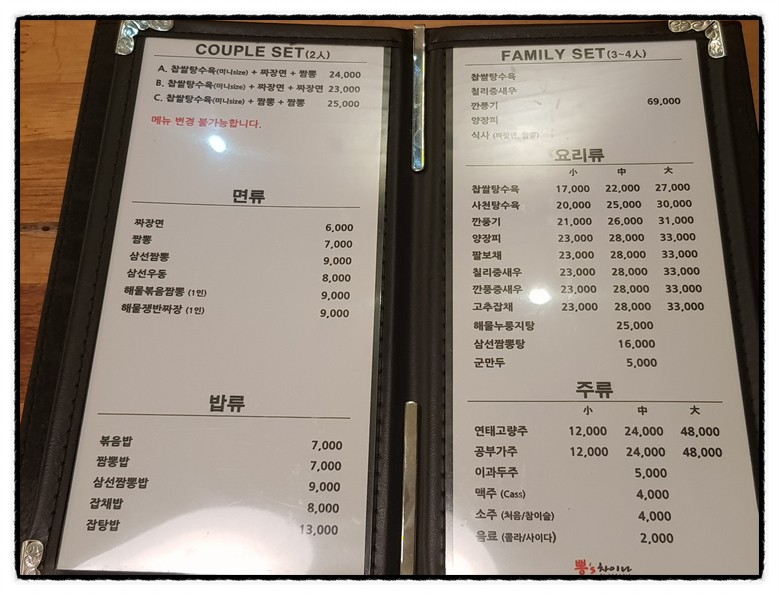 COUPLE SET(2人)
A. 찹쌀탕수육(미니size) + 짜장면 + 짬뽕 24,000
B. 찹쌀탕수육(미니size) + 짜장면 + 짜장면 23,000
C. 찹쌀탕수육(미니size) + 짬뽕 + 짬뽕 25,000
메뉴 변경 불가능합니다.
면류
짜장면 6,000
짬뽕 7,000
삼선짬뽕 9,000
삼선우동 8,000
해물볶음짬뽕 (1인) 9,000
해물쟁반짜장 (1인) 9,000
밥류
볶음밥 7,000
짬뽕밥 7,000
삼선짬뽕밥 9,000
잡채밥 8,000
잡탕밥 13,000
FAMILY SET(3~4人)
찹쌀탕수육
칠리중새우
깐풍기 69,000
양장피
식사 (짜장면, 짬뽕)
요리류
小 中 大
찹쌀탕수육 17,000 22,000 27,000
사천탕수육 20,000 25,000 30,000
깐풍기 21,000 26,000 31,000
양장피 23,000 28,000 33,000
팔보채 23,000 28,000 33,000
칠리중새우 23,000 28,000 33,000
깐풍중새우 23,000 28,000 33,000
고추잡채 23,000 28,000 33,000
해물누룽지탕 25,000
삼선짬뽕탕 16,000
군만두 5,000
주류
小 中 大
연태고량주 12,000 24,000 48,000
공부가주 12,000 24,000 48,000
이과두주 5,000
맥주 (Cass) 4,000
소주 (처음/참이슬) 4,000
음료 (콜라/사이다) 2,000
뽕's 차이나